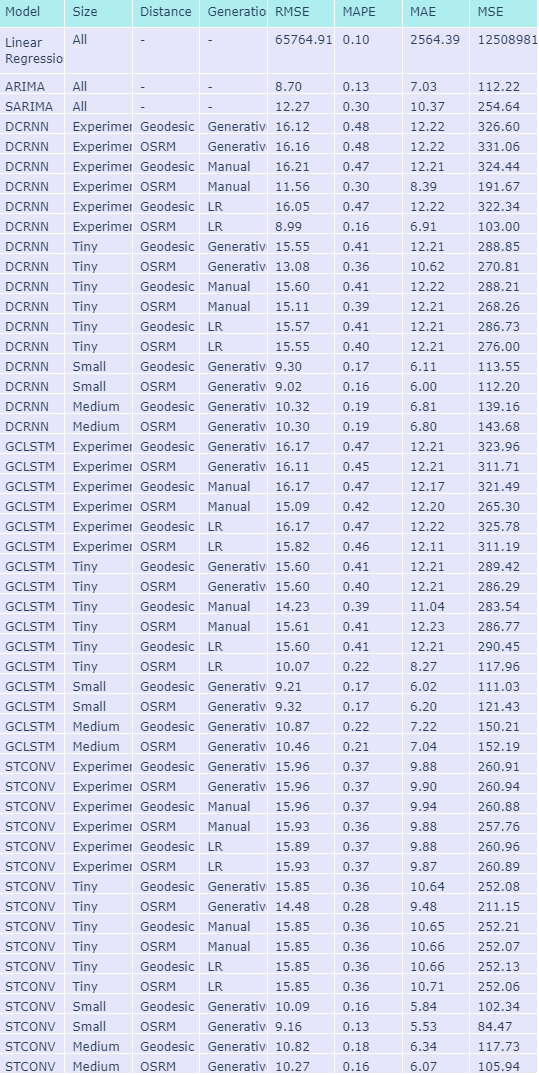 Model Size Distance Generatio RMSE MAPE MAE MSE
Linear Regressio All - - 65764.91 0.10 2564.39 12508981
ARIMA All - - 8.70 0.13 7.03 112.22
SARIMA All - - 12.27 0.30 10.37 254.64
DCRNN Experimer Geodesic Generativ 16.12 0.48 12.22 326.60
DCRNN Experimer OSRM Generativ 16.16 0.48 12.22 331.06
DCRNN Experimer Geodesic Manual 16.21 0.47 12.21 324.44
DCRNN Experimer OSRM Manual 11.56 0.30 8.39 191.67
DCRNN Experimer Geodesic LR 16.05 0.47 12.22 322.34
DCRNN Experimer OSRM LR 8.99 0.16 6.91 103.00
DCRNN Tiny Geodesic Generativ 15.55 0.41 12.21 288.85
DCRNN Tiny OSRM Generativ 13.08 0.36 10.62 270.81
DCRNN Tiny Geodesic Manual 15.60 0.41 12.22 288.21
DCRNN Tiny OSRM Manual 15.11 0.39 12.21 268.26
DCRNN Tiny Geodesic LR 15.57 0.41 12.21 286.73
DCRNN Tiny OSRM LR 15.55 0.40 12.21 276.00
DCRNN Small Geodesic Generativ 9.30 0.17 6.11 113.55
DCRNN Small OSRM Generativ 9.02 0.16 6.00 112.20
DCRNN Medium Geodesic Generativ 10.32 0.19 6.81 139.16
DCRNN Medium OSRM Generativ 10.30 0.19 6.80 143.68
GCLSTM Experimer Geodesic Generativ 16.17 0.47 12.21 323.96
GCLSTM Experimer OSRM Generativ 16.11 0.45 12.21 311.71
GCLSTM Experimer Geodesic Manual 16.17 0.47 12.17 321.49
GCLSTM Experimer OSRM Manual 15.09 0.42 12.20 265.30
GCLSTM Experimer Geodesic LR 16.17 0.47 12.22 325.78
GCLSTM Experimer OSRM LR 15.82 0.46 12.11 311.19
GCLSTM Tiny Geodesic Generativ 15.60 0.41 12.21 289.42
GCLSTM Tiny OSRM Generativ 15.60 0.40 12.21 286.29
GCLSTM Tiny Geodesic Manual 14.23 0.39 11.04 283.54
GCLSTM Tiny OSRM Manual 15.61 0.41 12.23 286.77
GCLSTM Tiny Geodesic LR 15.60 0.41 12.21 290.45
GCLSTM Tiny OSRM LR 10.07 0.22 8.27 117.96
GCLSTM Small Geodesic Generativ 9.21 0.17 6.02 111.03
GCLSTM Small OSRM Generativ 9.32 0.17 6.20 121.43
GCLSTM Medium Geodesic Generativ 10.87 0.22 7.22 150.21
GCLSTM Medium OSRM Generativ 10.46 0.21 7.04 152.19
STCONV Experimer Geodesic Generativ 15.96 0.37 9.88 260.91
STCONV Experimer OSRM Generativ 15.96 0.37 9.90 260.94
STCONV Experimer Geodesic Manual 15.96 0.37 9.94 260.88
STCONV Experimer OSRM Manual 15.93 0.36 9.88 257.76
STCONV Experimer Geodesic LR 15.89 0.37 9.88 260.96
STCONV Experimer OSRM LR 15.93 0.37 9.87 260.89
STCONV Tiny Geodesic Generativ 15.85 0.36 10.64 252.08
STCONV Tiny OSRM Generativ 14.48 0.28 9.48 211.15
STCONV Tiny Geodesic Manual 15.85 0.36 10.65 252.21
STCONV Tiny OSRM Manual 15.85 0.36 10.66 252.07
STCONV Tiny Geodesic LR 15.85 0.36 10.66 252.13
STCONV Tiny OSRM LR 15.85 0.36 10.71 252.06
STCONV Small Geodesic Generativ 10.09 0.16 5.84 102.34
STCONV Small OSRM Generativ 9.16 0.13 5.53 84.47
STCONV Medium Geodesic Generativ 10.82 0.18 6.34 117.73
STCONV Medium OSRM Generativ 10.27 0.16 6.07 105.94